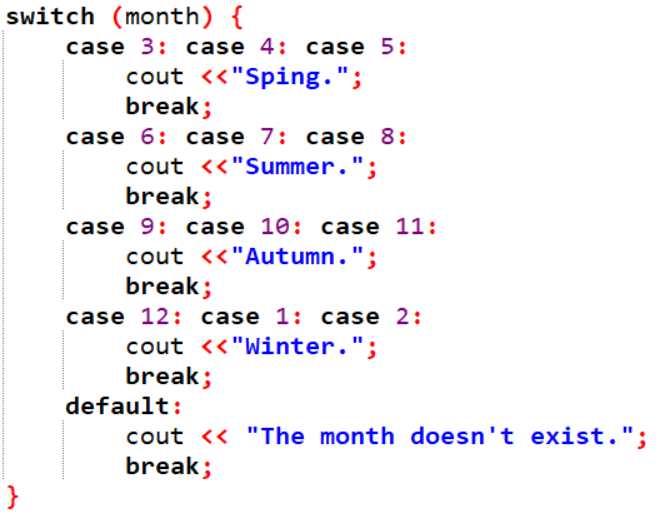 switch (month) {
case 3: case 4: case 5:
cout <<"Sping.";
break;
case 6: case 7: case 8:
cout <<"Summer.";
break;
case 9: case 10: case 11:
cout <<"Autumn.";
break;
case 12: case 1: case 2:
cout <<"Winter.";
break;
default:
cout << "The month doesn't exist.";
break;
}